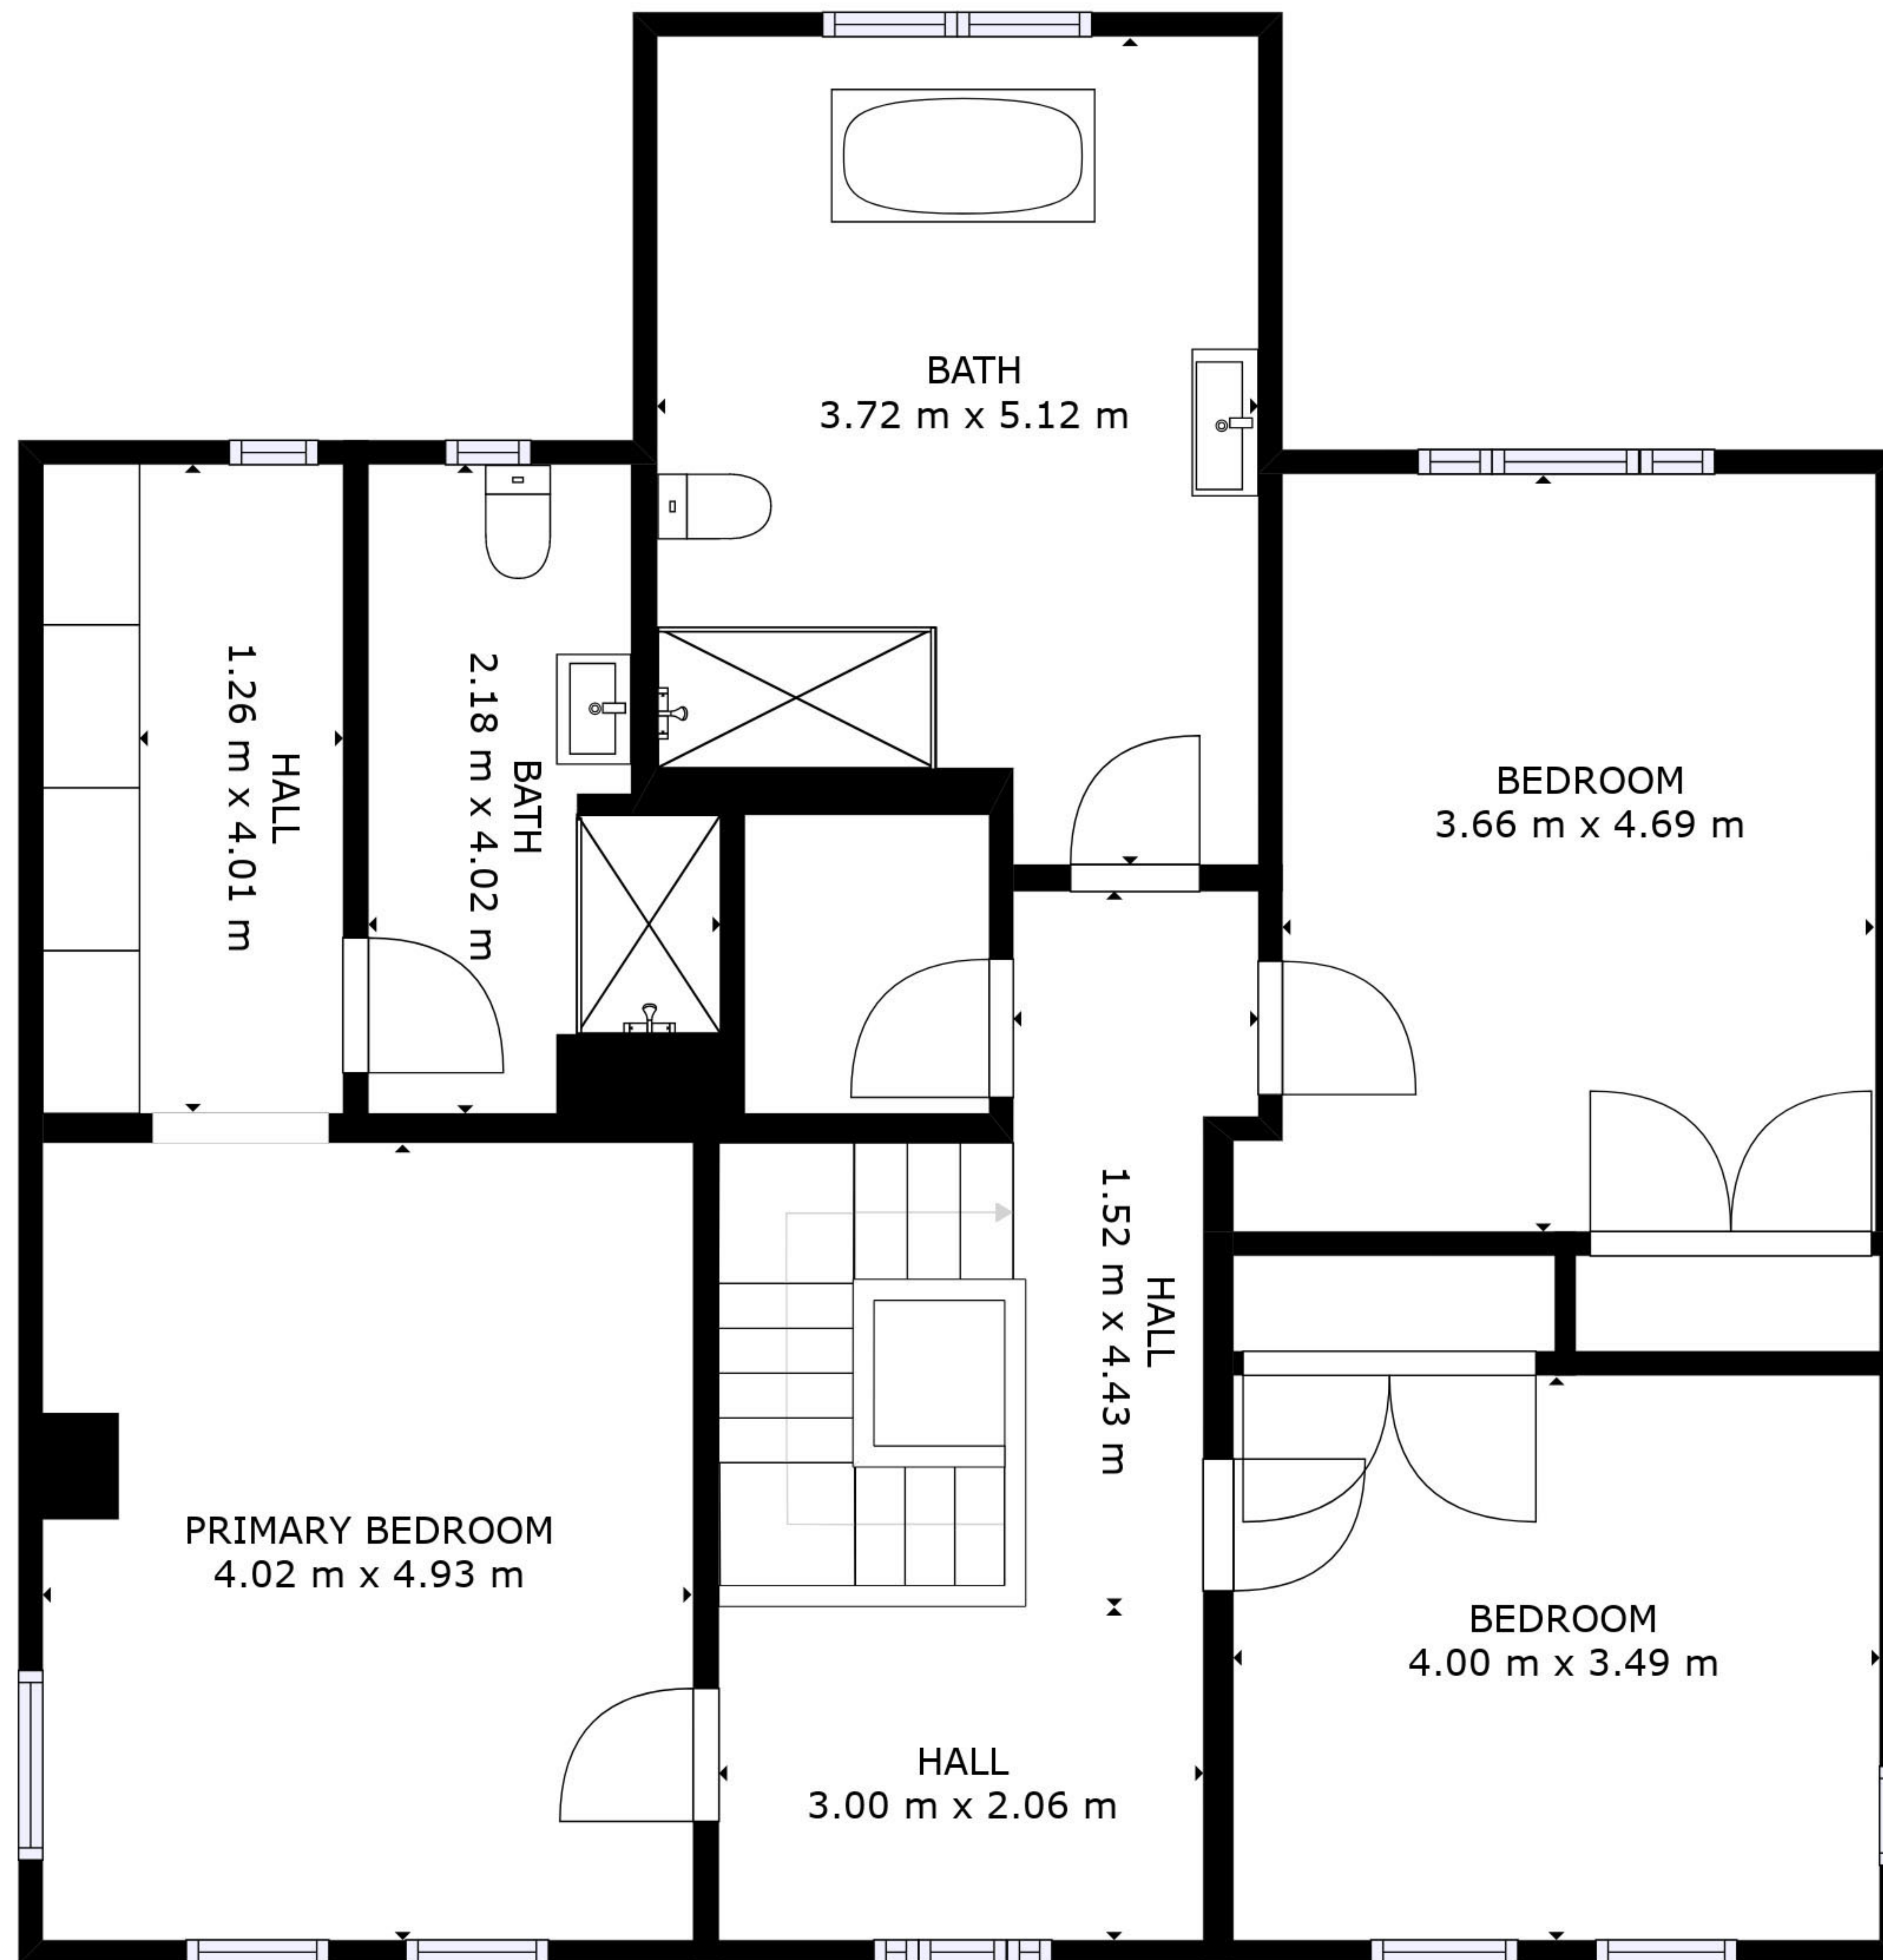 BATH
3.72 m x 5.12 m
HALL
1.26 m x 4.01 m
BATH
2.18 m x 4.02 m
BEDROOM
3.66 m x 4.69 m
HALL
1.52 m x 4.43 m
PRIMARY BEDROOM
4.02 m x 4.93 m
BEDROOM
4.00 m x 3.49 m
HALL
3.00 m x 2.06 m